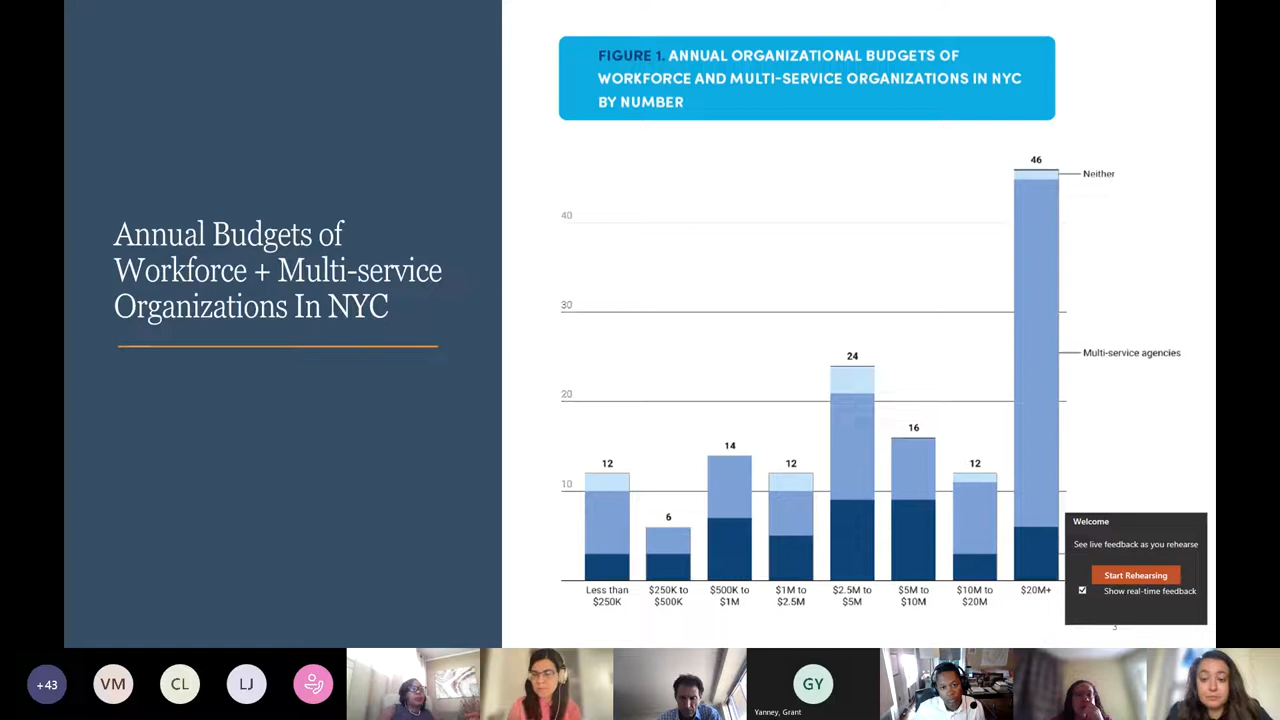 Annual Budgets of
Workforce + Multi-service
Organizations In NYC
FIGURE 1. ANNUAL ORGANIZATIONAL BUDGETS OF
WORKFORCE AND MULTI-SERVICE ORGANIZATIONS IN NYC
BY NUMBER
46
Neither
40
30
Multi-service agencies
24
20
16
14
12
12
12
10
6
Less than
$250K
$250K to
$500K
$500K to
$1M
$1M to
$2.5M
$2.5M to
$5M
$5M to
$10M
$10M to
$20M
$20M+
Welcome
See live feedback as you rehearse
Start Rehearsing
Show real-time feedback
3
+43
VM
CL
LJ
GY
Yanney, Grant